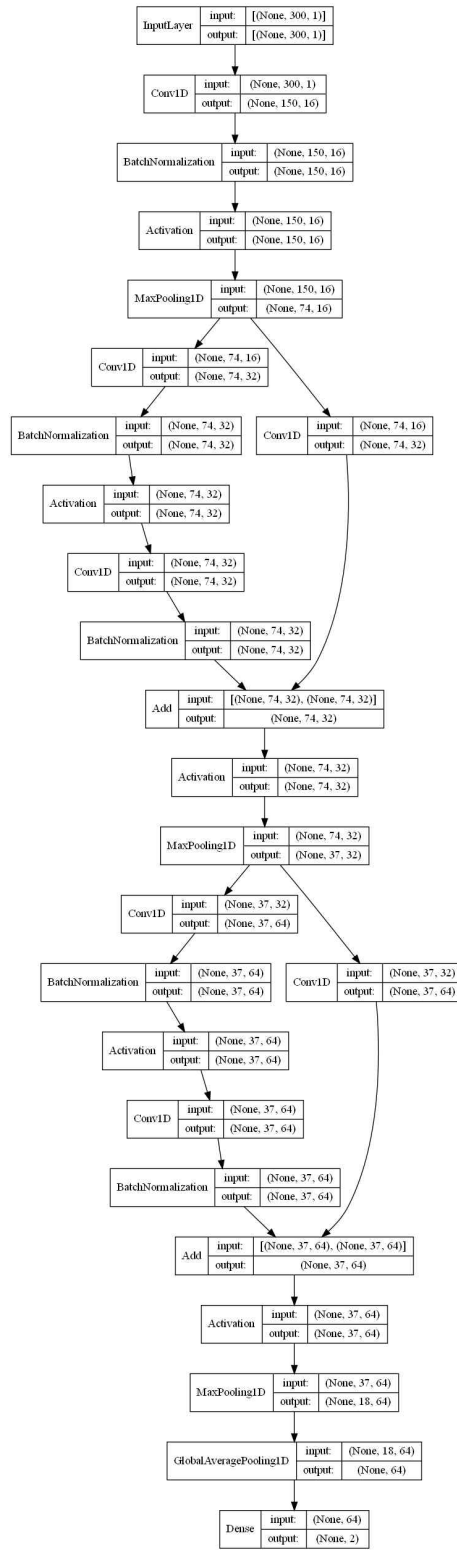 InputLayer input: [(None, 300, 1)]
output: [(None, 300, 1)]
Conv1D input: (None, 300, 1)
output: (None, 150, 16)
BatchNormalization input: (None, 150, 16)
output: (None, 150, 16)
Activation input: (None, 150, 16)
output: (None, 150, 16)
MaxPooling1D input: (None, 150, 16)
output: (None, 74, 16)
Conv1D input: (None, 74, 16)
output: (None, 74, 32)
BatchNormalization input: (None, 74, 32)
output: (None, 74, 32)
Conv1D input: (None, 74, 16)
output: (None, 74, 32)
Activation input: (None, 74, 32)
output: (None, 74, 32)
Conv1D input: (None, 74, 32)
output: (None, 74, 32)
BatchNormalization input: (None, 74, 32)
output: (None, 74, 32)
Add input: [(None, 74, 32), (None, 74, 32)]
output: (None, 74, 32)
Activation input: (None, 74, 32)
output: (None, 74, 32)
MaxPooling1D input: (None, 74, 32)
output: (None, 37, 32)
Conv1D input: (None, 37, 32)
output: (None, 37, 64)
BatchNormalization input: (None, 37, 64)
output: (None, 37, 64)
Conv1D input: (None, 37, 32)
output: (None, 37, 64)
Activation input: (None, 37, 64)
output: (None, 37, 64)
Conv1D input: (None, 37, 64)
output: (None, 37, 64)
BatchNormalization input: (None, 37, 64)
output: (None, 37, 64)
Add input: [(None, 37, 64), (None, 37, 64)]
output: (None, 37, 64)
Activation input: (None, 37, 64)
output: (None, 37, 64)
MaxPooling1D input: (None, 37, 64)
output: (None, 18, 64)
GlobalAveragePooling1D input: (None, 18, 64)
output: (None, 64)
Dense input: (None, 64)
output: (None, 2)